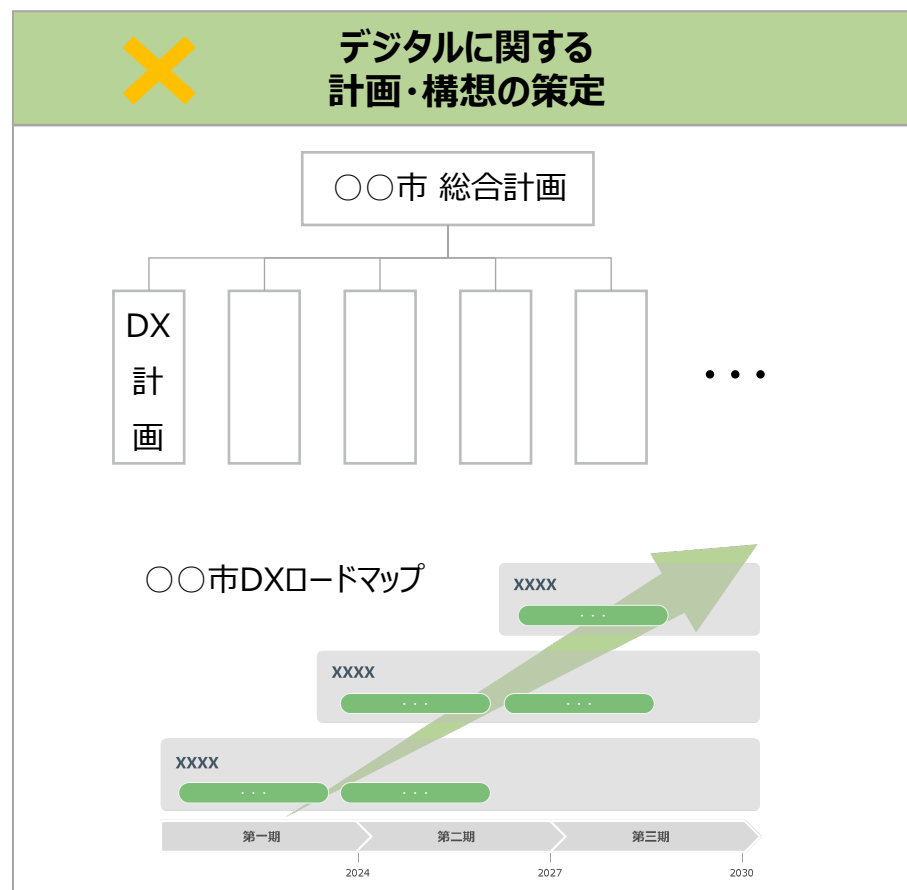 デジタルに関する
計画・構想の策定
○○市 総合計画
DX
計
画
・・・
○○市DXロードマップ
XXXX
・・・
XXXX
・・・ ・・・
XXXX
・・・ ・・・
第一期 第二期 第三期
2024 2027 2030